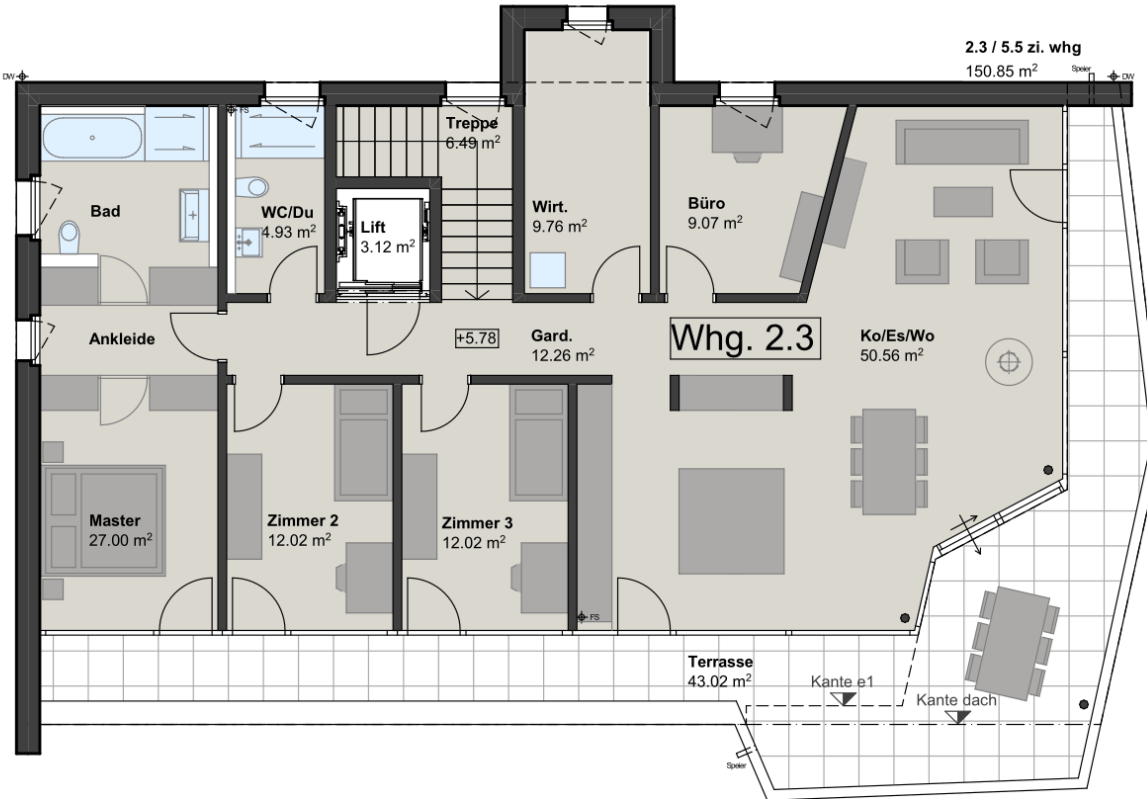 2.3 / 5.5 zi. whg
150.85 m²
Speier
DW
DW
FS
Treppe
6.49 m²
Bad
WC/Du
4.93 m²
Lift
3.12 m²
Wirt.
9.76 m²
Büro
9.07 m²
Ankleide
+5.78
Gard.
12.26 m²
Whg. 2.3
Ko/Es/Wo
50.56 m²
Master
27.00 m²
Zimmer 2
12.02 m²
Zimmer 3
12.02 m²
FS
Terrasse
43.02 m²
Kante e1
Kante dach
Speier